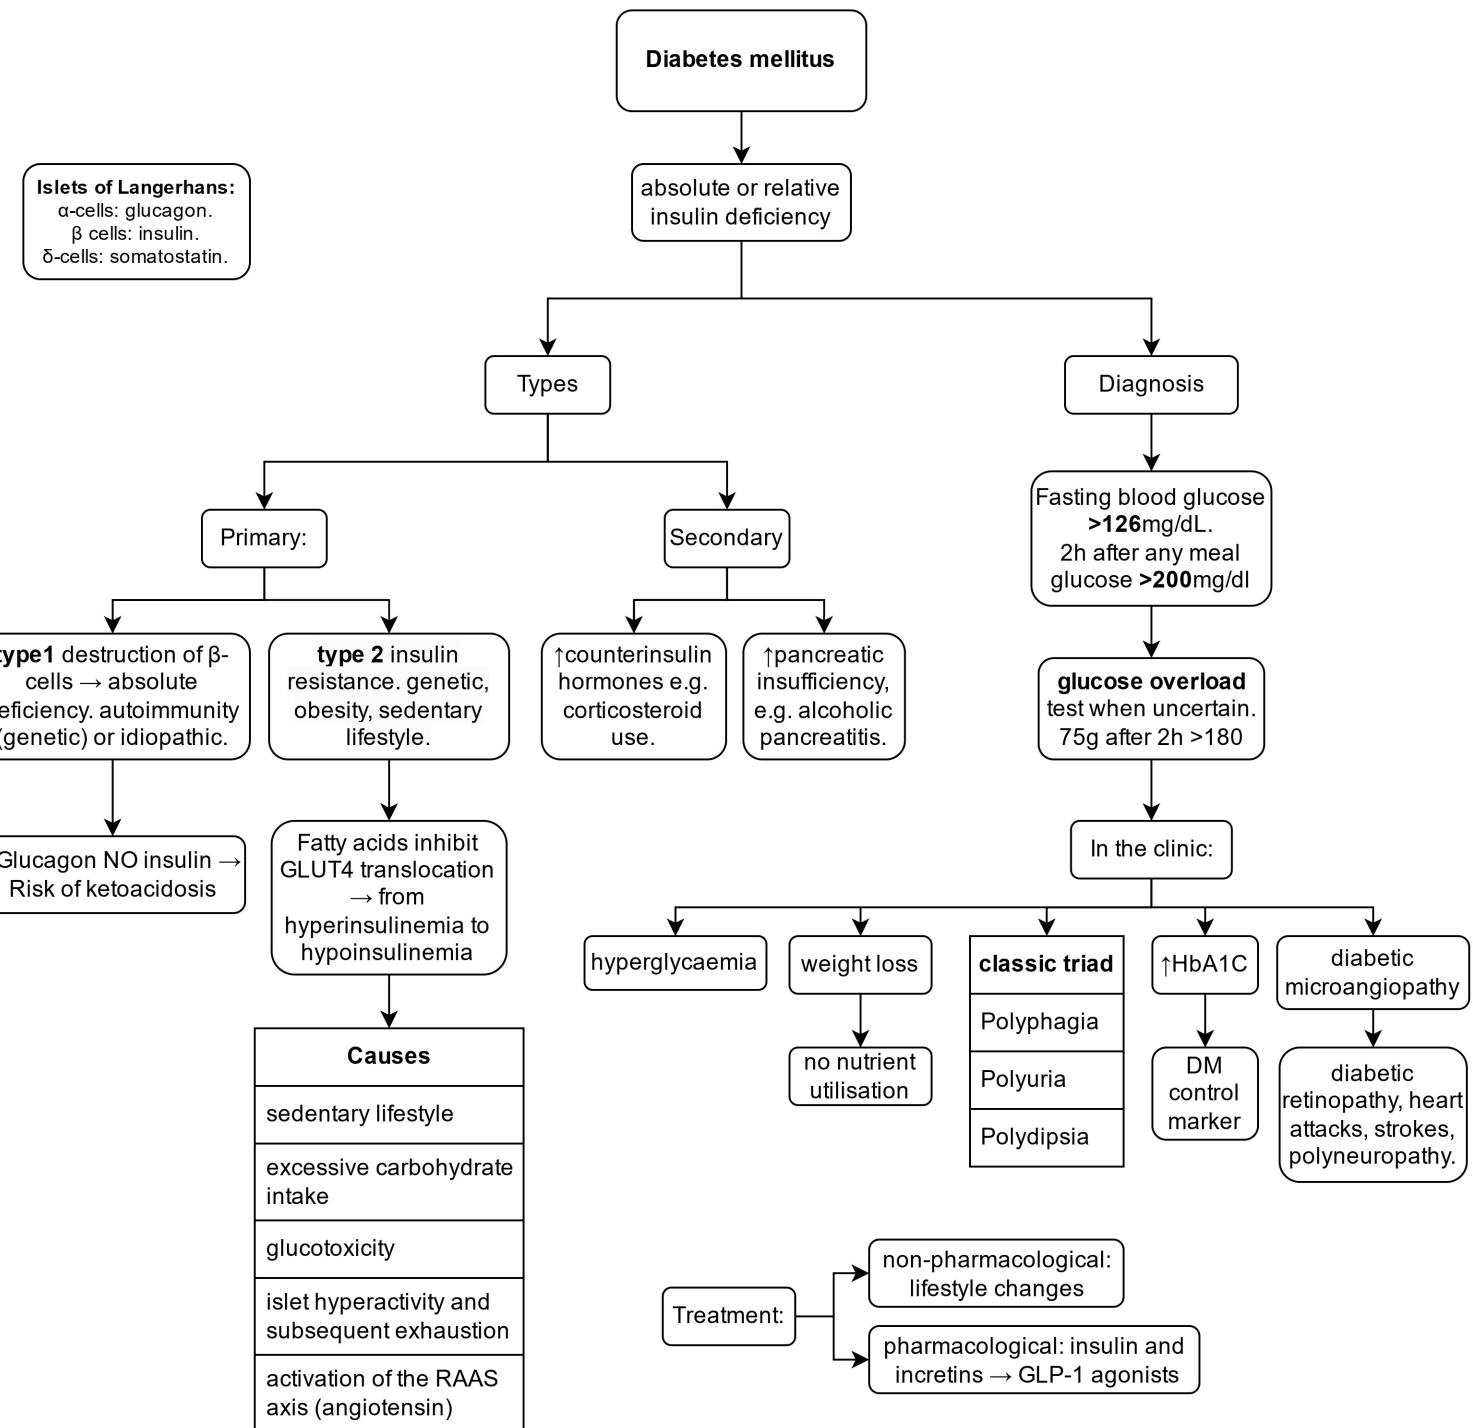 Diabetes mellitus
absolute or relative
insulin deficiency
Islets of Langerhans:
α-cells: glucagon.
β cells: insulin.
δ-cells: somatostatin.
Types
Diagnosis
Primary:
Secondary
Fasting blood glucose
>126mg/dL.
2h after any meal
glucose >200mg/dl
type1 destruction of β-
cells → absolute
eficiency. autoimmunity
(genetic) or idiopathic.
type 2 insulin
resistance. genetic,
obesity, sedentary
lifestyle.
↑counterinsulin
hormones e.g.
corticosteroid
use.
↑pancreatic
insufficiency,
e.g. alcoholic
pancreatitis.
glucose overload
test when uncertain.
75g after 2h >180
Glucagon NO insulin →
Risk of ketoacidosis
Fatty acids inhibit
GLUT4 translocation
→ from
hyperinsulinemia to
hypoinsulinemia
In the clinic:
hyperglycaemia
weight loss
no nutrient
utilisation
classic triad
Polyphagia
Polyuria
Polydipsia
↑HbA1C
DM
control
marker
diabetic
microangiopathy
diabetic
retinopathy, heart
attacks, strokes,
polyneuropathy.
Causes
sedentary lifestyle
excessive carbohydrate
intake
glucotoxicity
islet hyperactivity and
subsequent exhaustion
activation of the RAAS
axis (angiotensin)
Treatment:
non-pharmacological:
lifestyle changes
pharmacological: insulin and
incretins → GLP-1 agonists